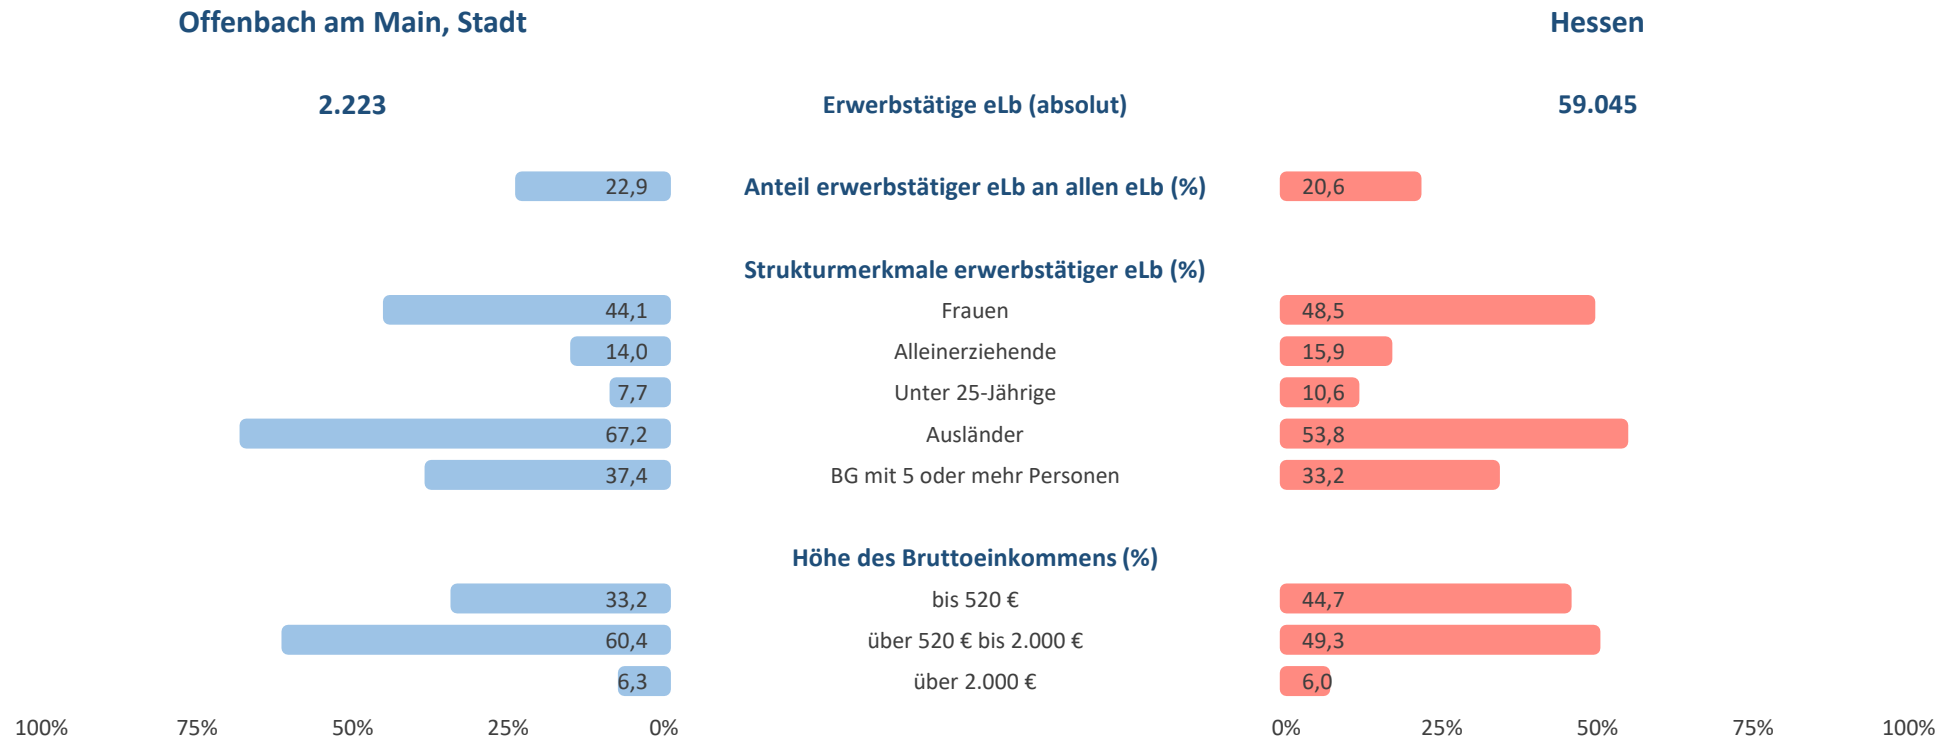 Offenbach am Main, Stadt Hessen
2.223 Erwerbstätige eLb (absolut) 59.045
22,9 Anteil erwerbstätiger eLb an allen eLb (%) 20,6
Strukturmerkmale erwerbstätiger eLb (%)
44,1 Frauen 48,5
14,0 Alleinerziehende 15,9
7,7 Unter 25-Jährige 10,6
67,2 Ausländer 53,8
37,4 BG mit 5 oder mehr Personen 33,2
Höhe des Bruttoeinkommens (%)
33,2 bis 520 € 44,7
60,4 über 520 € bis 2.000 € 49,3
6,3 über 2.000 € 6,0
100% 75% 50% 25% 0% 0% 25% 50% 75% 100%